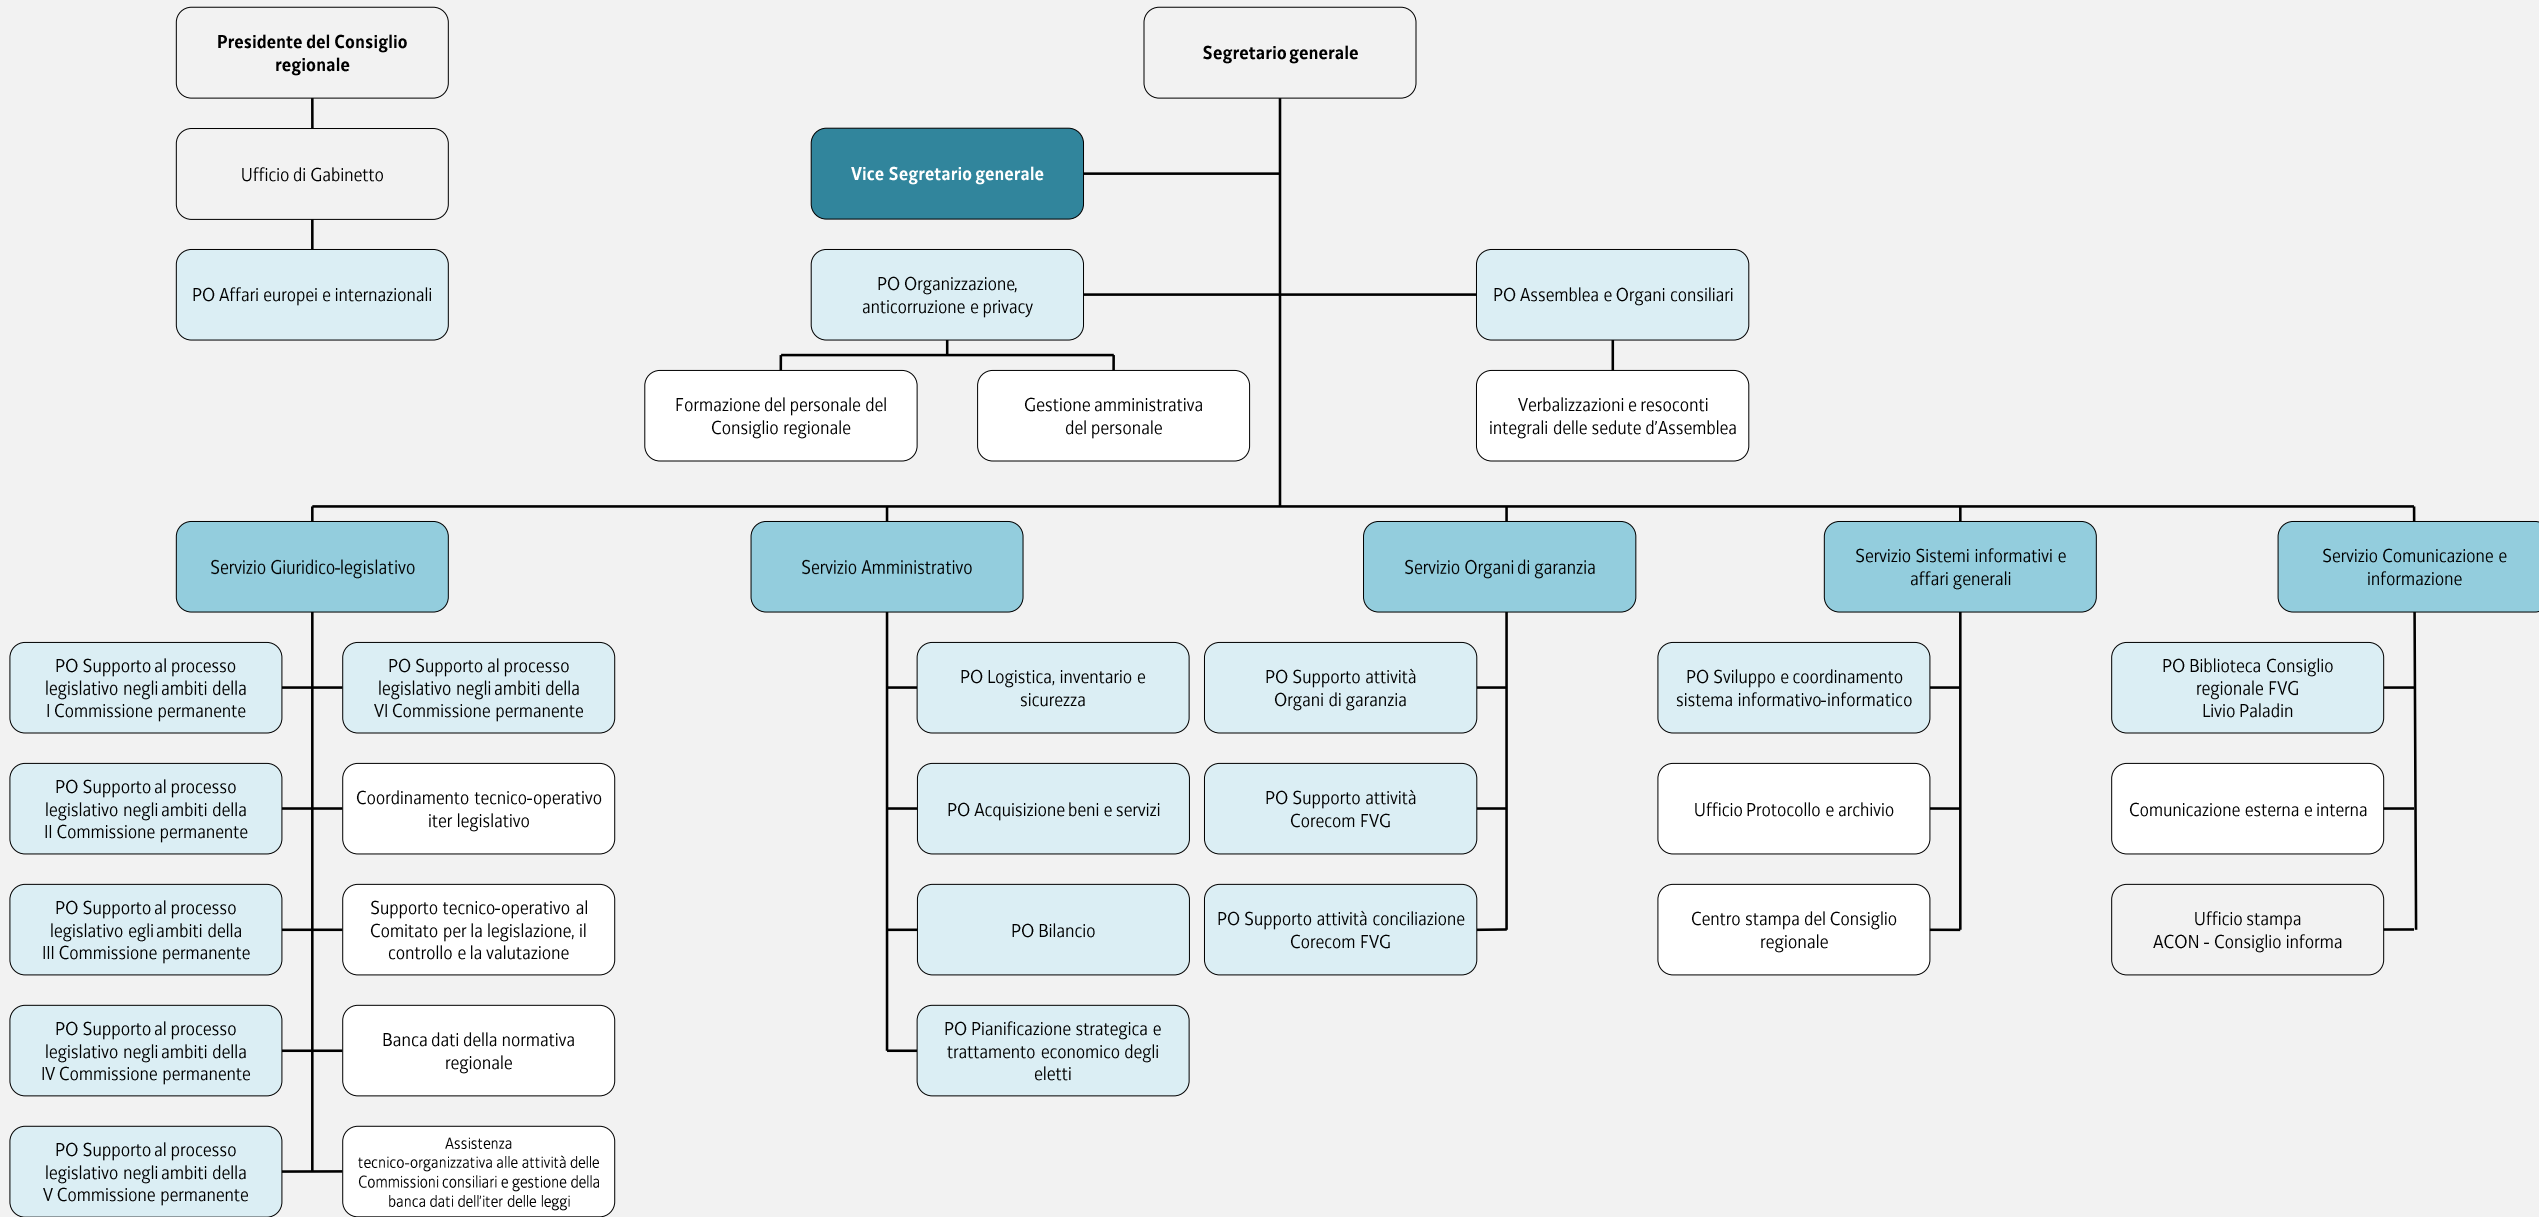 Presidente del Consiglio
regionale
Segretario generale
Ufficio di Gabinetto
Vice Segretario generale
PO Affari europei e internazionali
PO Organizzazione,
anticorruzione e privacy
PO Assemblea e Organi consiliari
Formazione del personale del
Consiglio regionale
Gestione amministrativa
del personale
Verbalizzazioni e resoconti
integrali delle sedute d'Assemblea
Servizio Giuridico-legislativo
Servizio Amministrativo
Servizio Organi di garanzia
Servizio Sistemi informativi e
affari generali
Servizio Comunicazione e
informazione
PO Supporto al processo
legislativo negli ambiti della
I Commissione permanente
PO Supporto al processo
legislativo negli ambiti della
VI Commissione permanente
PO Logistica, inventario e
sicurezza
PO Supporto attività
Organi di garanzia
PO Sviluppo e coordinamento
sistema informativo-informatico
PO Biblioteca Consiglio
regionale FVG
Livio Paladin
PO Supporto al processo
legislativo negli ambiti della
II Commissione permanente
Coordinamento tecnico-operativo
iter legislativo
PO Acquisizione beni e servizi
PO Supporto attività
Corecom FVG
Ufficio Protocollo e archivio
Comunicazione esterna e interna
PO Supporto al processo
legislativo egli ambiti della
III Commissione permanente
Supporto tecnico-operativo al
Comitato per la legislazione, il
controllo e la valutazione
PO Bilancio
PO Supporto attività conciliazione
Corecom FVG
Centro stampa del Consiglio
regionale
Ufficio stampa
ACON - Consiglio informa
PO Supporto al processo
legislativo negli ambiti della
IV Commissione permanente
Banca dati della normativa
regionale
PO Pianificazione strategica e
trattamento economico degli
eletti
PO Supporto al processo
legislativo negli ambiti della
V Commissione permanente
Assistenza
tecnico-organizzativa alle attività delle
Commissioni consiliari e gestione della
banca dati dell'iter delle leggi